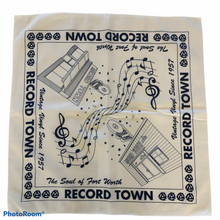 RECORD TOWN
The Soul of Fort Worth
RECORD TOWN
Vintage Vinyl Since 1957
Vintage Vinyl Since 1957
RECORD TOWN
The Soul of Fort Worth
RECORD TOWN
PhotoRoom